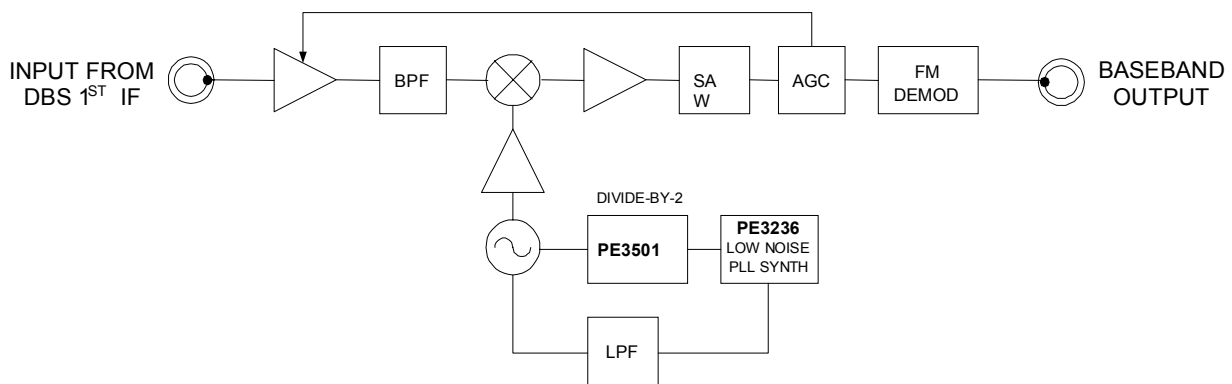 INPUT FROM
DBS 1ST IF
BPF
SA
W
AGC
FM
DEMOD
BASEBAND
OUTPUT
DIVIDE-BY-2
PE3501
PE3236
LOW NOISE
PLL SYNTH
LPF